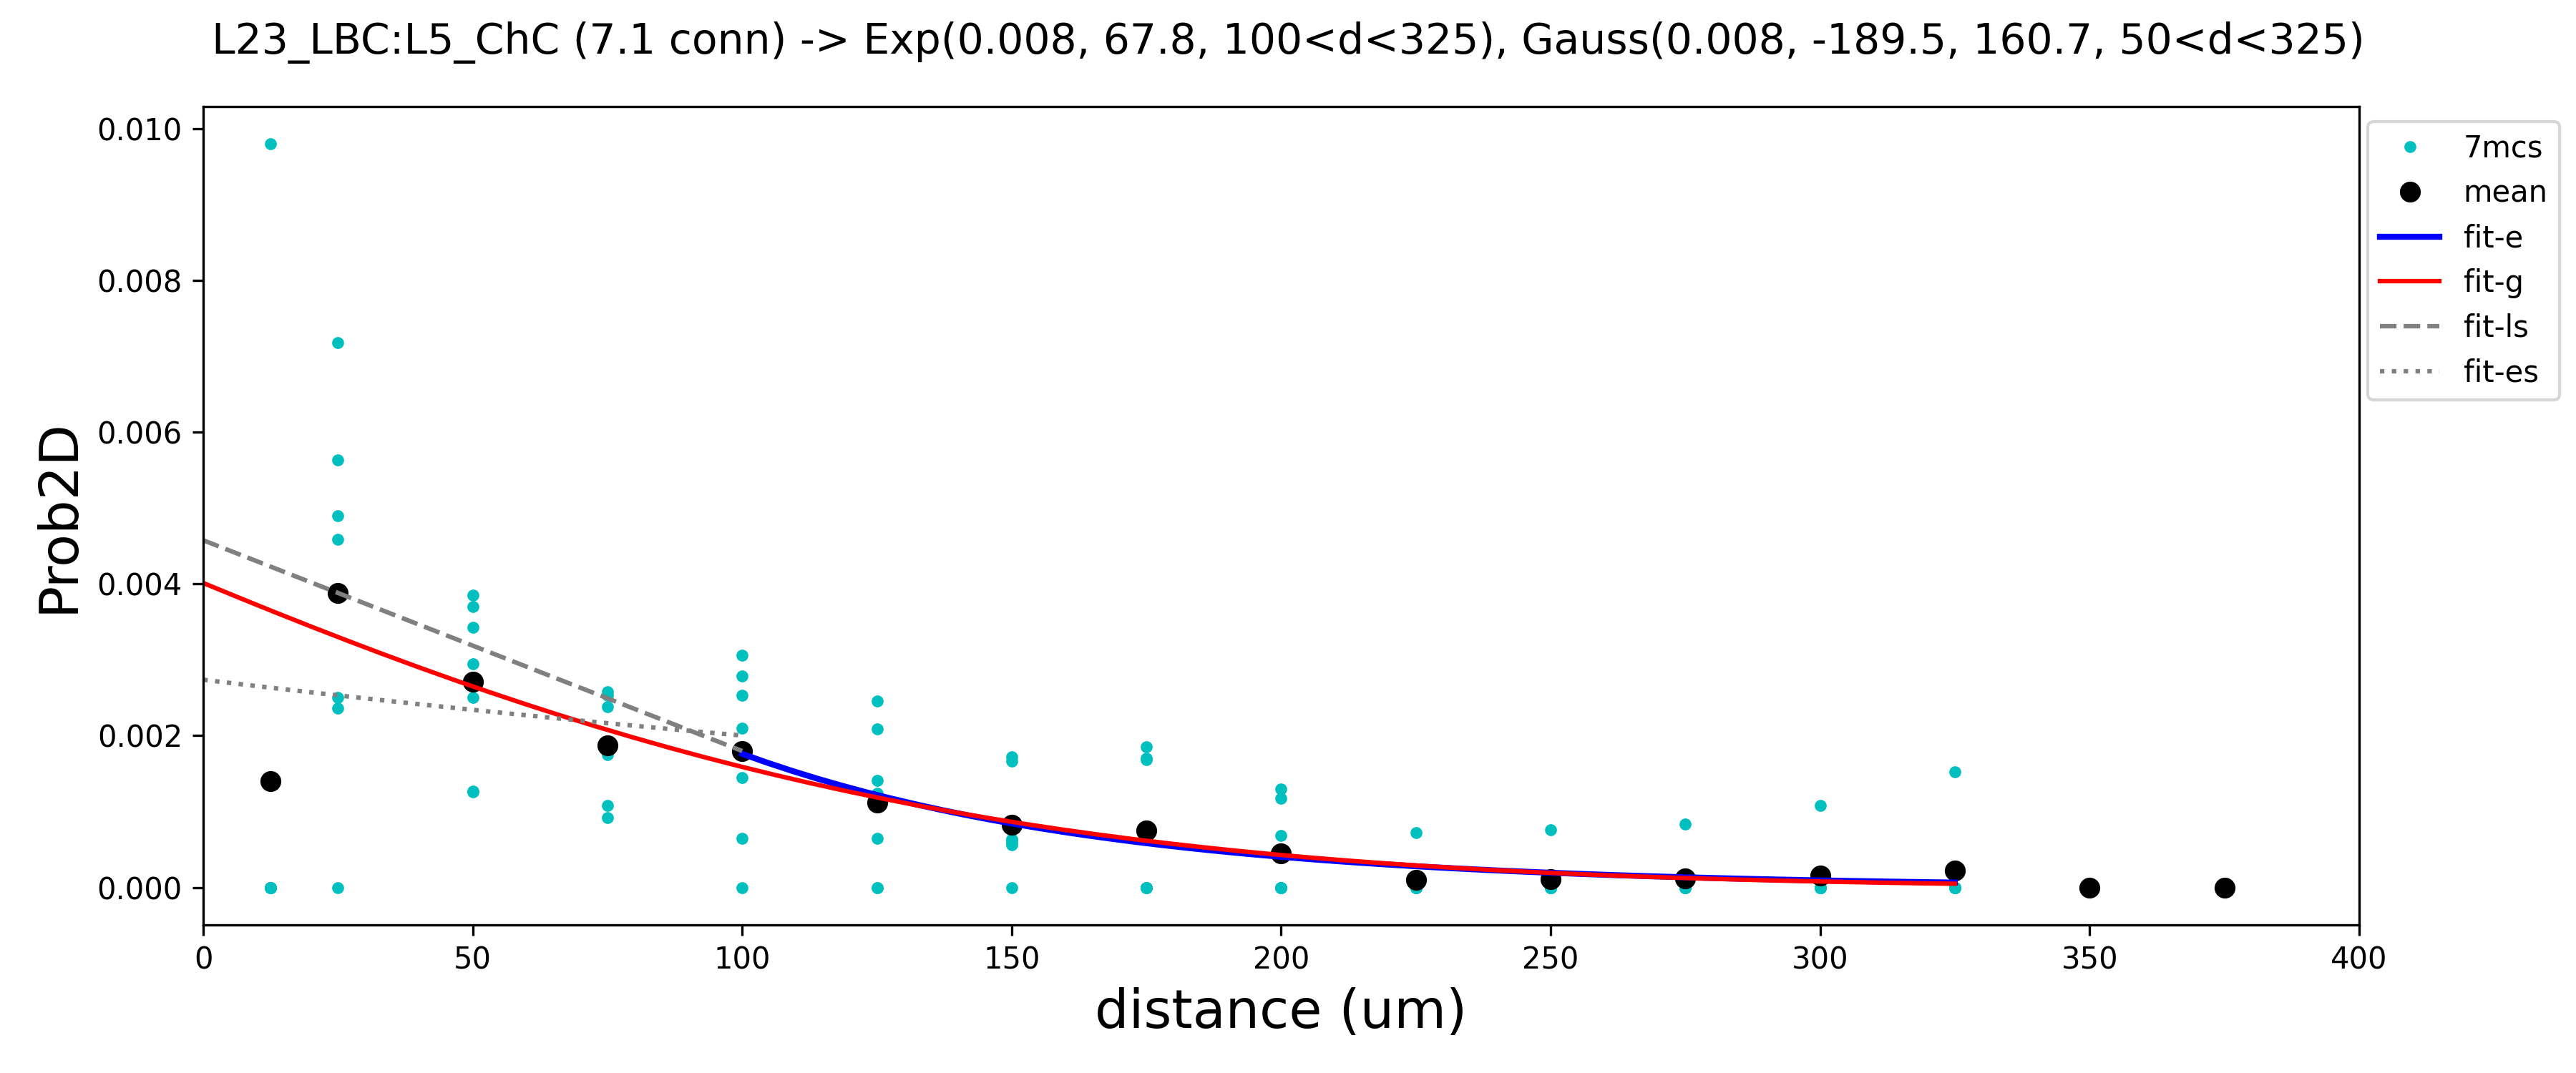 L23_LBC:L5_ChC (7.1 conn) -> Exp(0.008, 67.8, 100<d<325), Gauss(0.008, -189.5, 160.7, 50<d<325)
0.010
0.008
0.006
0.004
0.002
0.000
Prob2D
0 50 100 150 200 250 300 350 400
distance (um)
7mcs
mean
fit-e
fit-g
fit-ls
fit-es